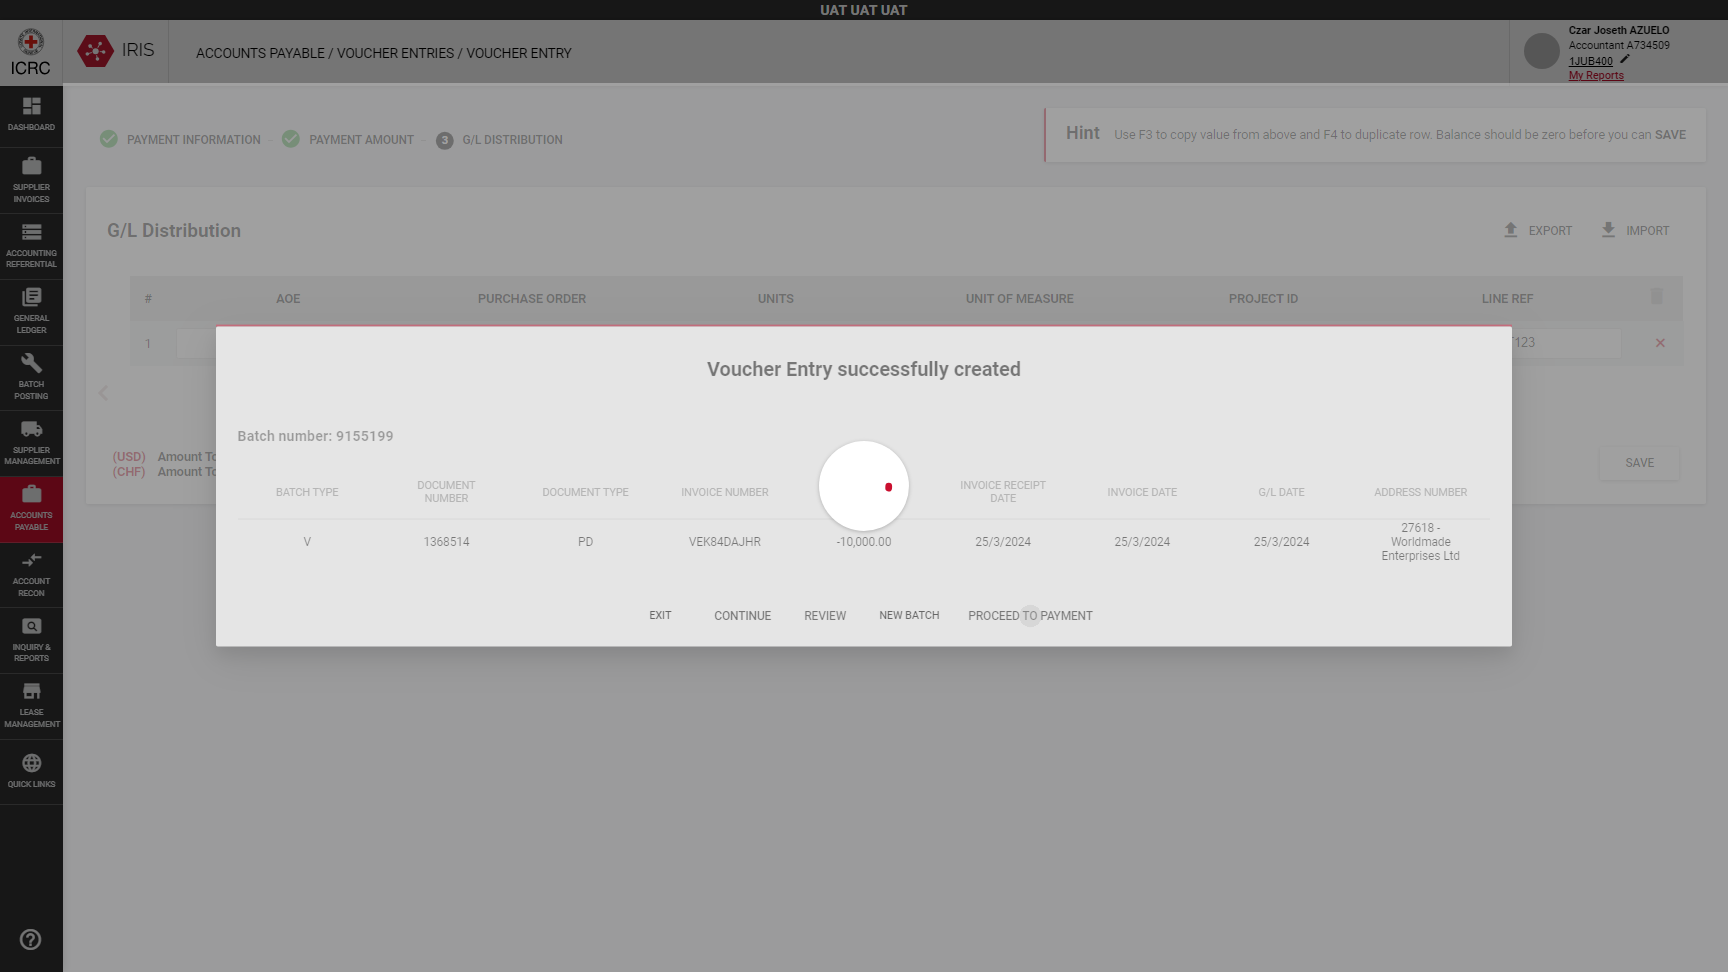 UAT UAT UAT
ICRC
IRIS
ACCOUNTS PAYABLE / VOUCHER ENTRIES / VOUCHER ENTRY
Czar Joseth AZUELO
Accountant A734509
1JUB400
My Reports
DASHBOARD
SUPPLIER
INVOICES
ACCOUNTING
REFERENTIAL
GENERAL
LEDGER
BATCH
POSTING
SUPPLIER
MANAGEMENT
ACCOUNTS
PAYABLE
ACCOUNT
RECON
INQUIRY &
REPORTS
LEASE
MANAGEMENT
QUICK LINKS
PAYMENT INFORMATION
PAYMENT AMOUNT
3 G/L DISTRIBUTION
Hint Use F3 to copy value from above and F4 to duplicate row. Balance should be zero before you can SAVE
G/L Distribution
EXPORT
IMPORT
# AOE PURCHASE ORDER UNITS UNIT OF MEASURE PROJECT ID LINE REF
1
123
(USD) Amount To
(CHF) Amount To
SAVE
Voucher Entry successfully created
Batch number: 9155199
BATCH TYPE DOCUMENT NUMBER DOCUMENT TYPE INVOICE NUMBER INVOICE RECEIPT DATE INVOICE DATE G/L DATE ADDRESS NUMBER
V 1368514 PD VEK84DAJHR -10,000.00 25/3/2024 25/3/2024 25/3/2024 27618 - Worldmade Enterprises Ltd
EXIT CONTINUE REVIEW NEW BATCH PROCEED TO PAYMENT